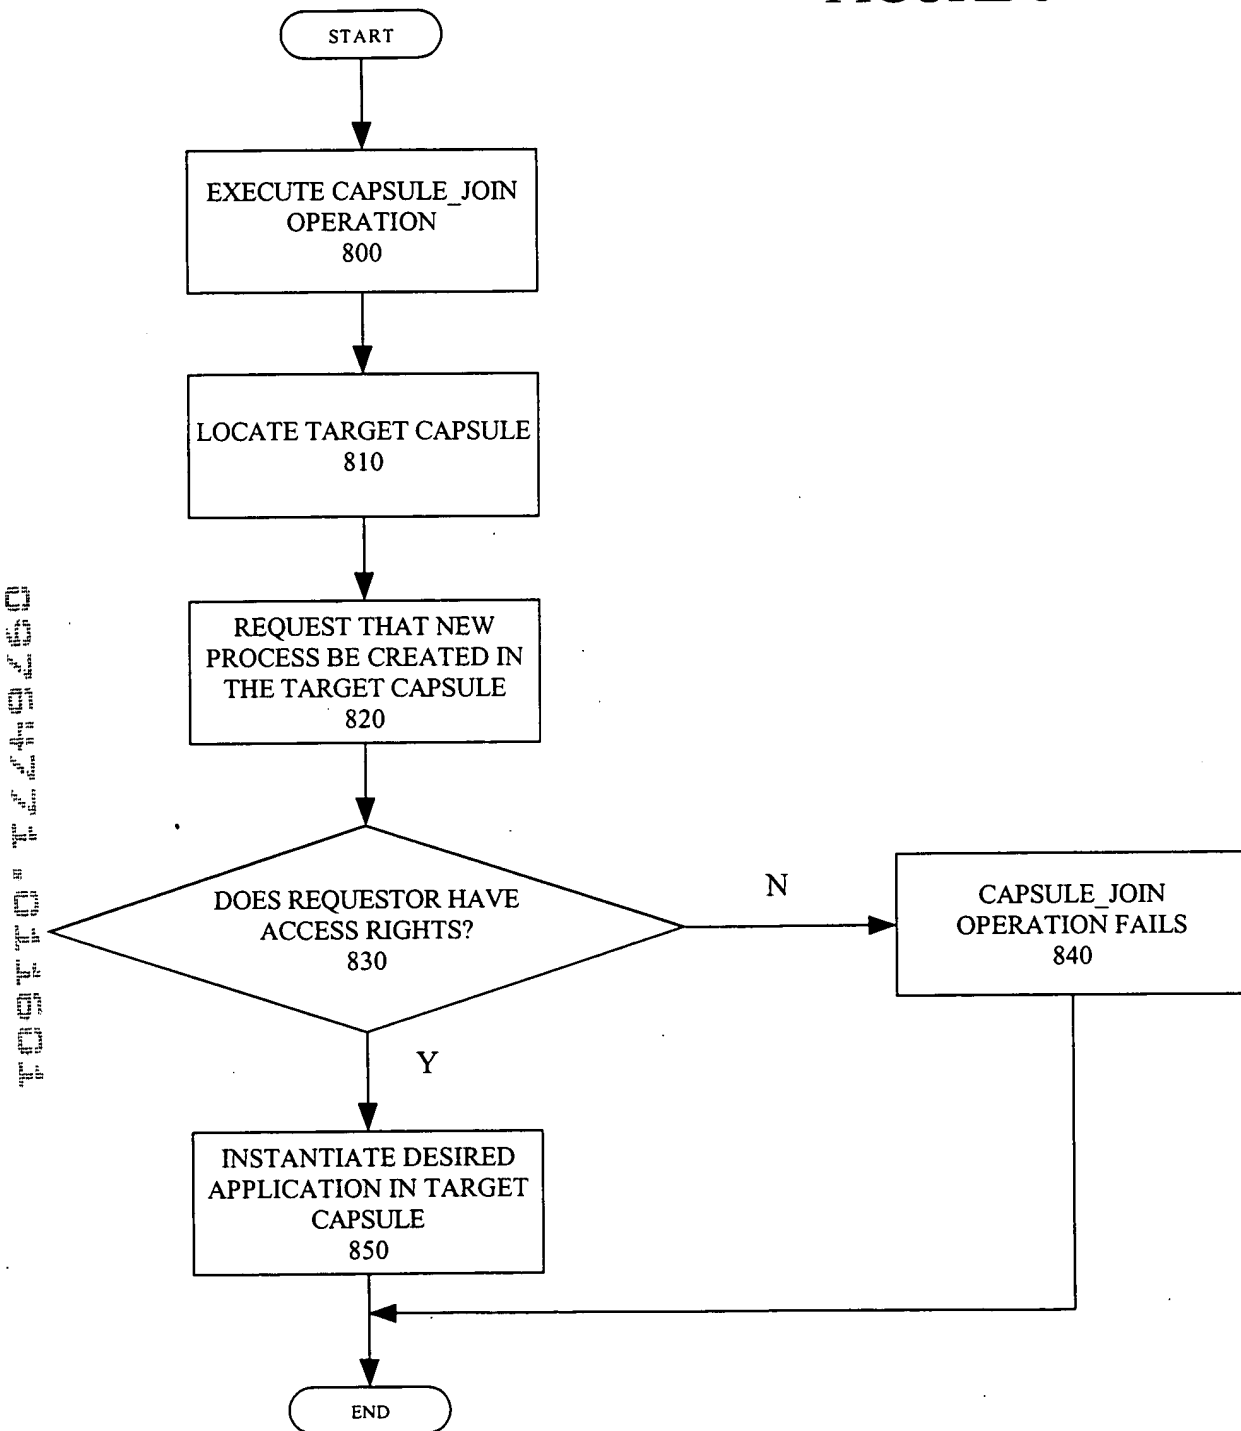 START
EXECUTE CAPSULE_JOIN
OPERATION
800
LOCATE TARGET CAPSULE
810
REQUEST THAT NEW
PROCESS BE CREATED IN
THE TARGET CAPSULE
820
DOES REQUESTOR HAVE
ACCESS RIGHTS?
830
N
CAPSULE_JOIN
OPERATION FAILS
840
Y
INSTANTIATE DESIRED
APPLICATION IN TARGET
CAPSULE
850
END